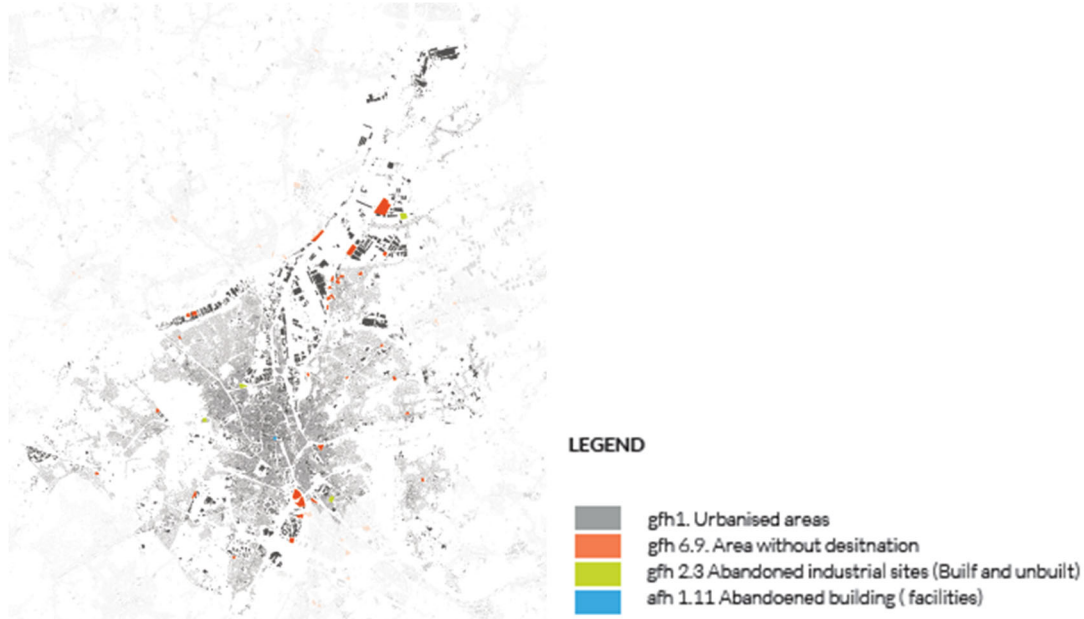 LEGEND
gfh1. Urbanised areas
gfh 6.9. Area without desitnation
gfh 2.3 Abandoned industrial sites (Builf and unbuilt)
afh 1.11 Abandoened building ( facilities)